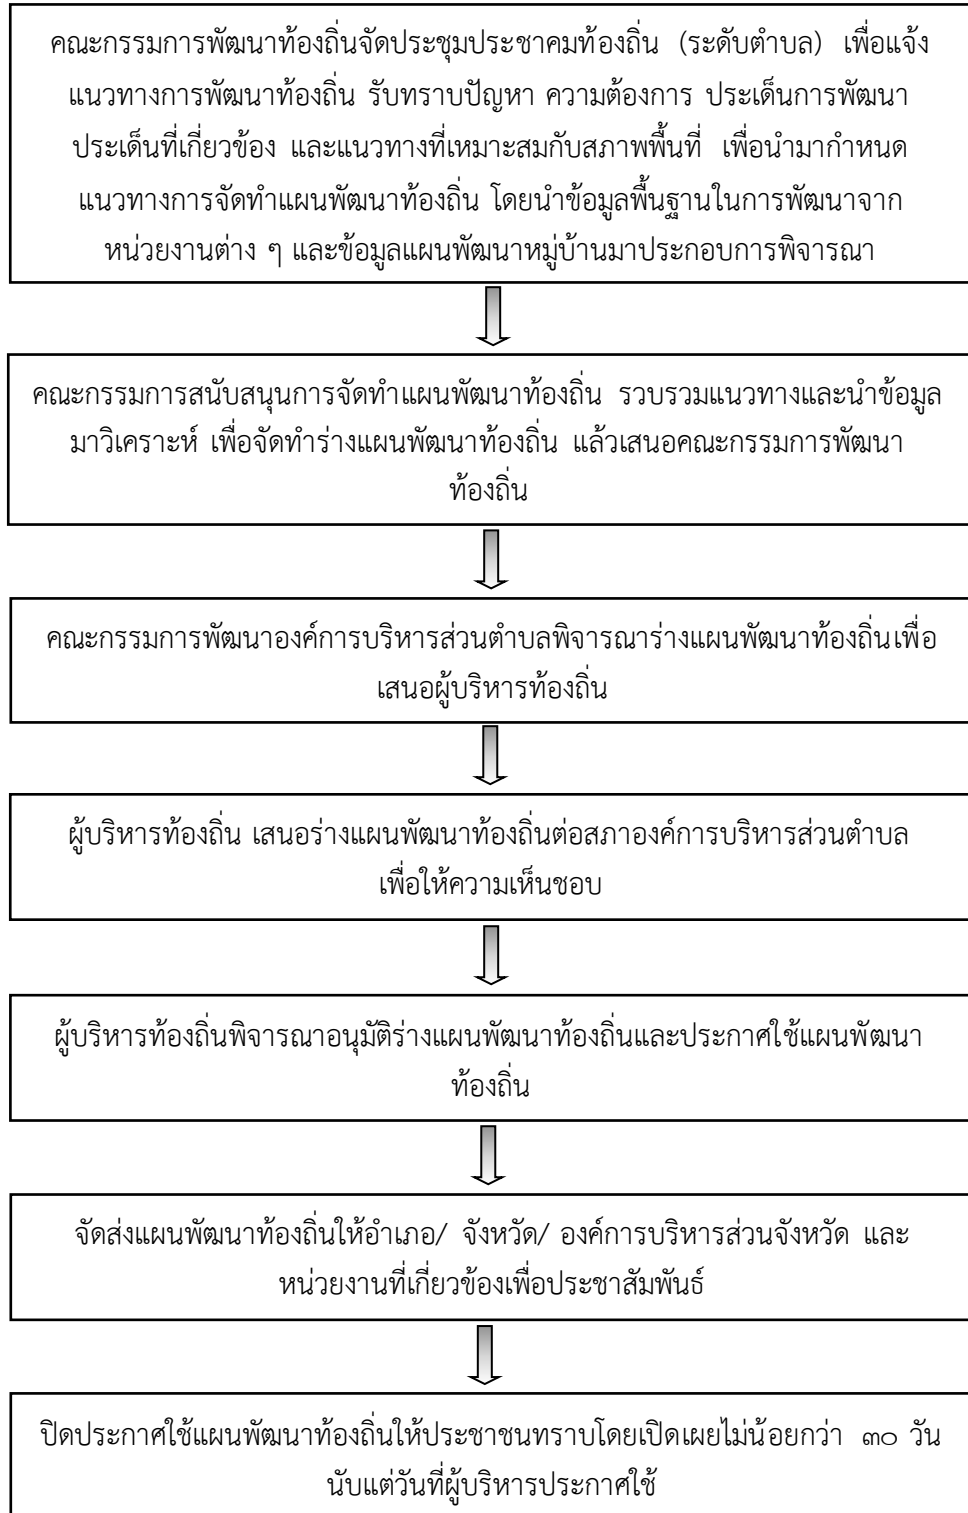 คณะกรรมการพัฒนาท้องถิ่นจัดประชุมประชาคมท้องถิ่น (ระดับตำบล) เพื่อแจ้ง
แนวทางการพัฒนาท้องถิ่น รับทราบปัญหา ความต้องการ ประเด็นการพัฒนา
ประเด็นที่เกี่ยวข้อง และแนวทางที่เหมาะสมกับสภาพพื้นที่ เพื่อนำมากำหนด
แนวทางการจัดทำแผนพัฒนาท้องถิ่น โดยนำข้อมูลพื้นฐานในการพัฒนาจาก
หน่วยงานต่าง ๆ และข้อมูลแผนพัฒนาหมู่บ้านมาประกอบการพิจารณา
คณะกรรมการสนับสนุนการจัดทำแผนพัฒนาท้องถิ่น รวบรวมแนวทางและนำข้อมูล
มาวิเคราะห์ เพื่อจัดทำร่างแผนพัฒนาท้องถิ่น แล้วเสนอคณะกรรมการพัฒนา
ท้องถิ่น
คณะกรรมการพัฒนาองค์การบริหารส่วนตำบลพิจารณาร่างแผนพัฒนาท้องถิ่นเพื่อ
เสนอผู้บริหารท้องถิ่น
ผู้บริหารท้องถิ่น เสนอร่างแผนพัฒนาท้องถิ่นต่อสภาองค์การบริหารส่วนตำบล
เพื่อให้ความเห็นชอบ
ผู้บริหารท้องถิ่นพิจารณาอนุมัติร่างแผนพัฒนาท้องถิ่นและประกาศใช้แผนพัฒนา
ท้องถิ่น
จัดส่งแผนพัฒนาท้องถิ่นให้อำเภอ/ จังหวัด/ องค์การบริหารส่วนจังหวัด และ
หน่วยงานที่เกี่ยวข้องเพื่อประชาสัมพันธ์
ปิดประกาศใช้แผนพัฒนาท้องถิ่นให้ประชาชนทราบโดยเปิดเผยไม่น้อยกว่า ๓๐ วัน
นับแต่วันที่ผู้บริหารประกาศใช้